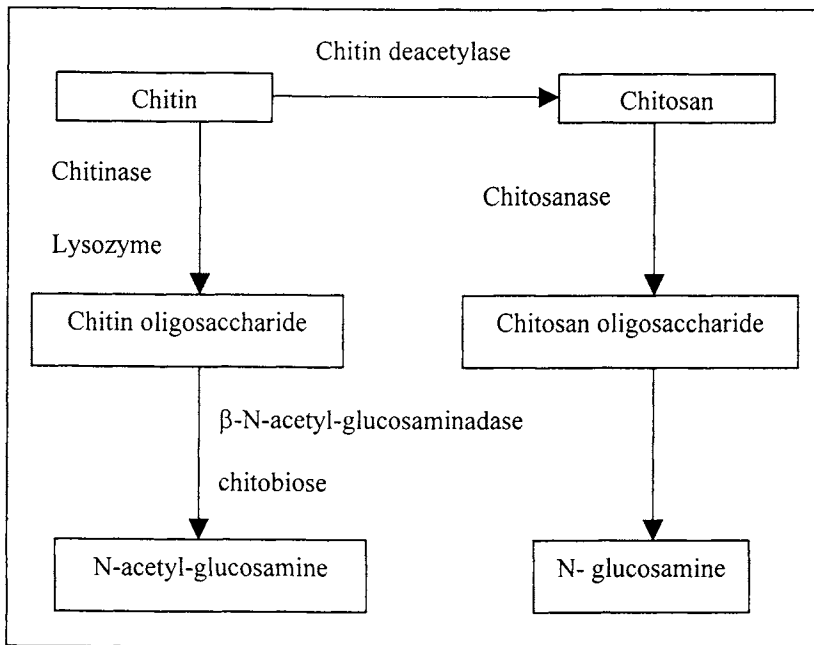 Chitin deacetylase
Chitin
Chitosan
Chitinase
Chitosanase
Lysozyme
Chitin oligosaccharide
Chitosan oligosaccharide
β-N-acetyl-glucosaminadase
chitobiose
N-acetyl-glucosamine
N- glucosamine